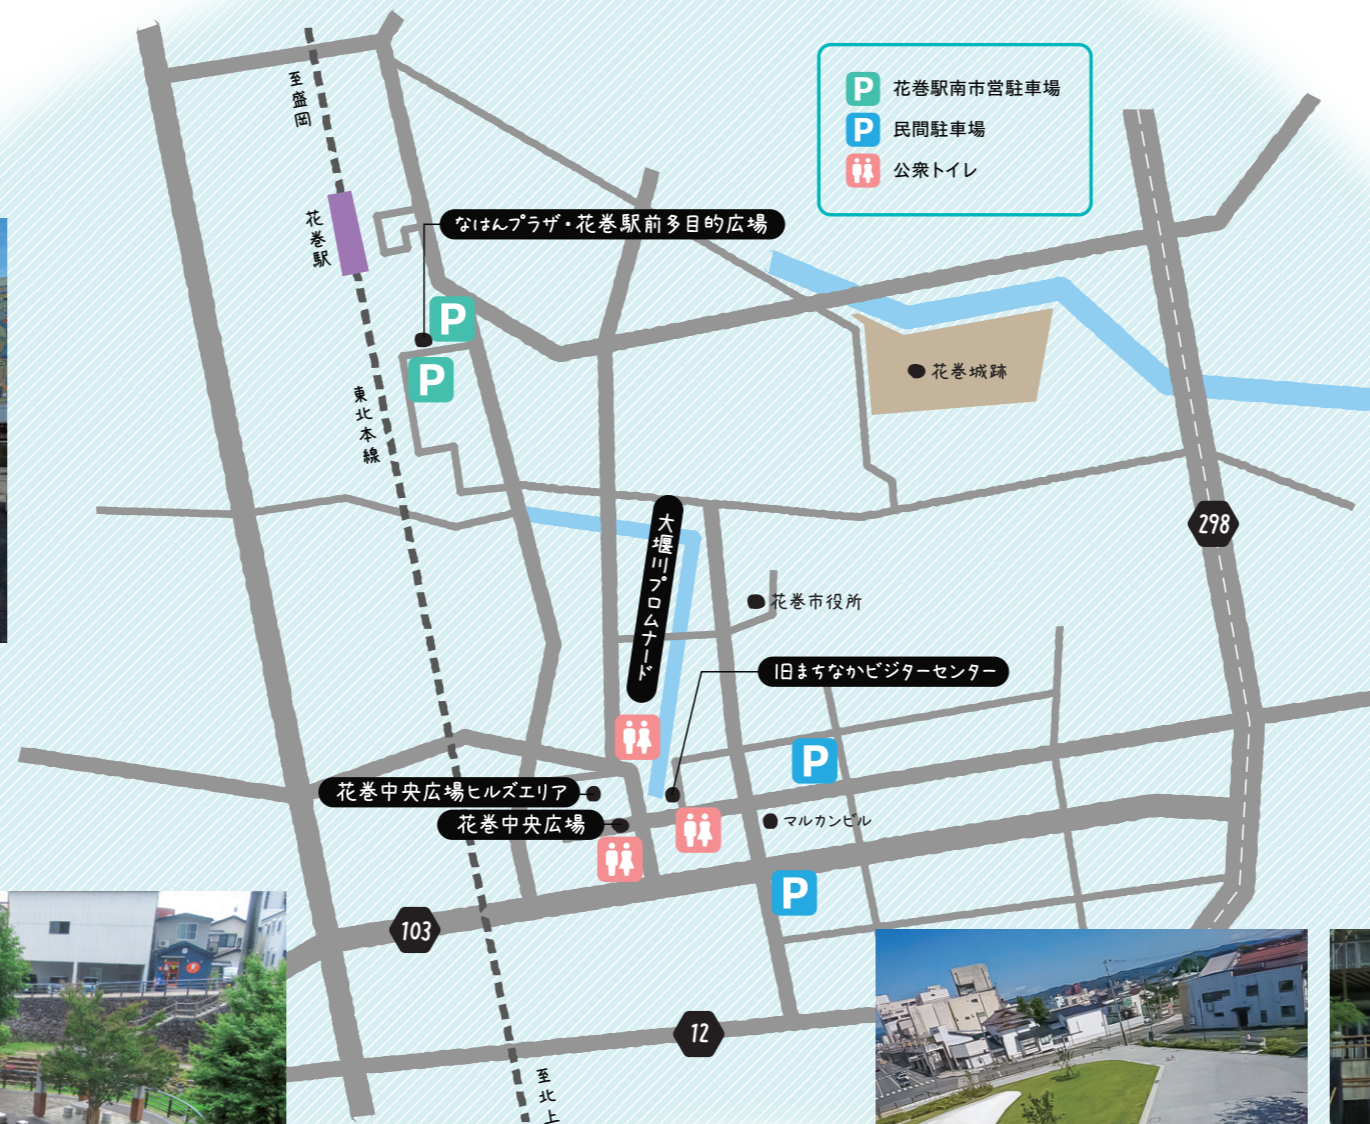 P 花巻駅南市営駐車場
P 民間駐車場
公衆トイレ
至盛岡
花巻駅
なはんプラザ・花巻駅前多目的広場
P
P
花巻城跡
東北本線
298
大堰川プロムナード
花巻市役所
旧まちなかビジターセンター
P
花巻中央広場ヒルズエリア
花巻中央広場
マルカンビル
P
103
12
至北上